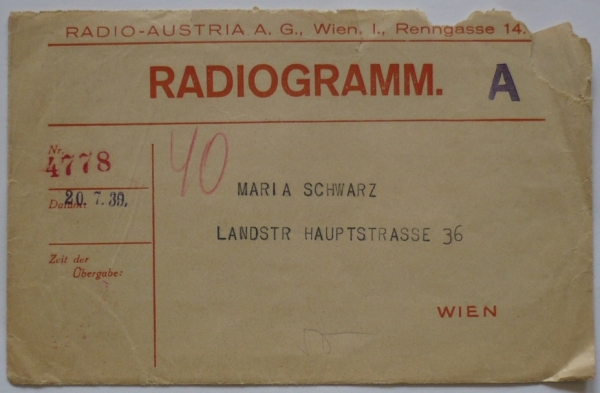 RADIO-AUSTRIA A. G., Wien, I., Renngasse 14.
RADIOGRAMM. A
Nr.
4778
40
Datum: 20. 7. 39.
MARIA SCHWARZ
LANDSTR HAUPTSTRASSE 36
Zeit der
Übergabe:
WIEN